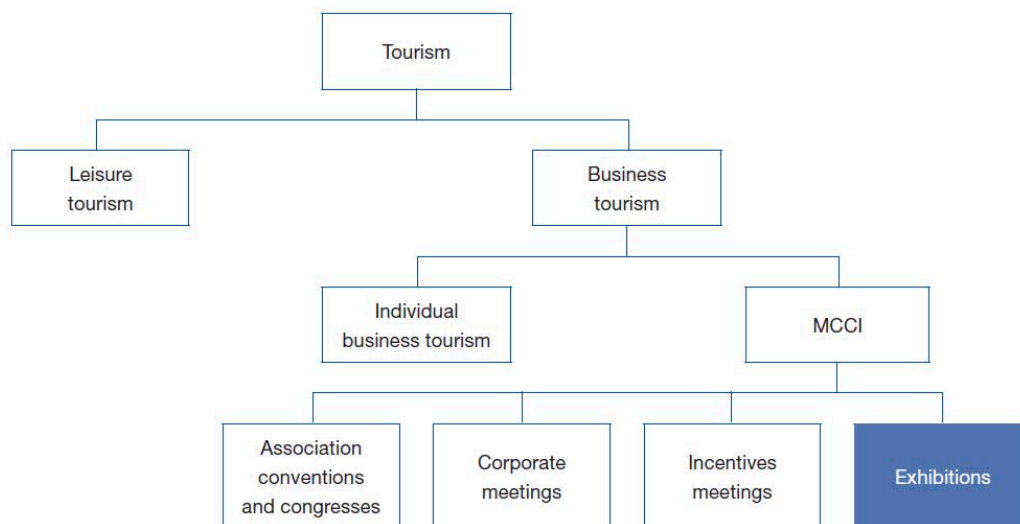 Tourism
Leisure
tourism
Business
tourism
Individual
business tourism
MCCI
Association
conventions
and congresses
Corporate
meetings
Incentives
meetings
Exhibitions